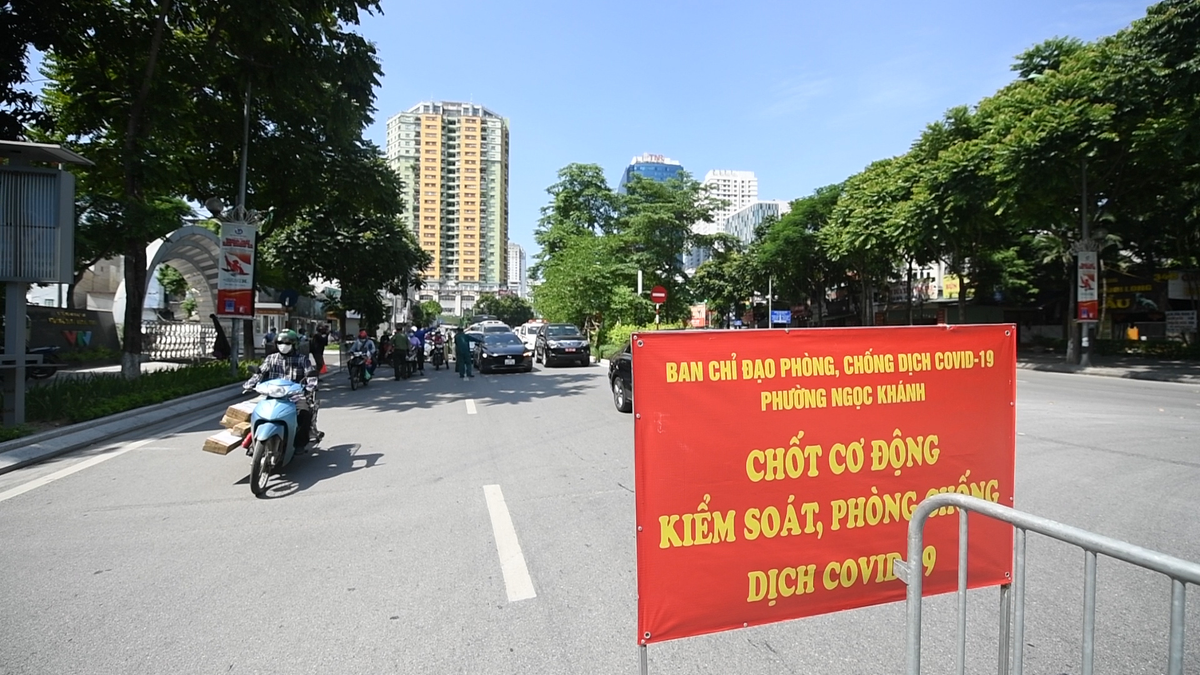 BAN CHỈ ĐẠO PHÒNG, CHỐNG DỊCH COVID-19
PHƯỜNG NGỌC KHÁNH
CHỐT CƠ ĐỘNG
KIỂM SOÁT, PHÒNG CHỐNG
DỊCH COVID-19